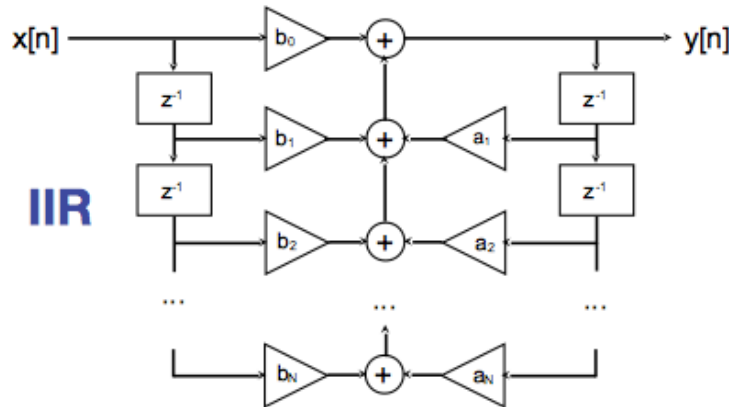 x[n] b₀ + y[n]
z⁻¹ z⁻¹
b₁ + a₁
z⁻¹ z⁻¹
IIR
b₂ + a₂
... ... ...
b_N + a_N